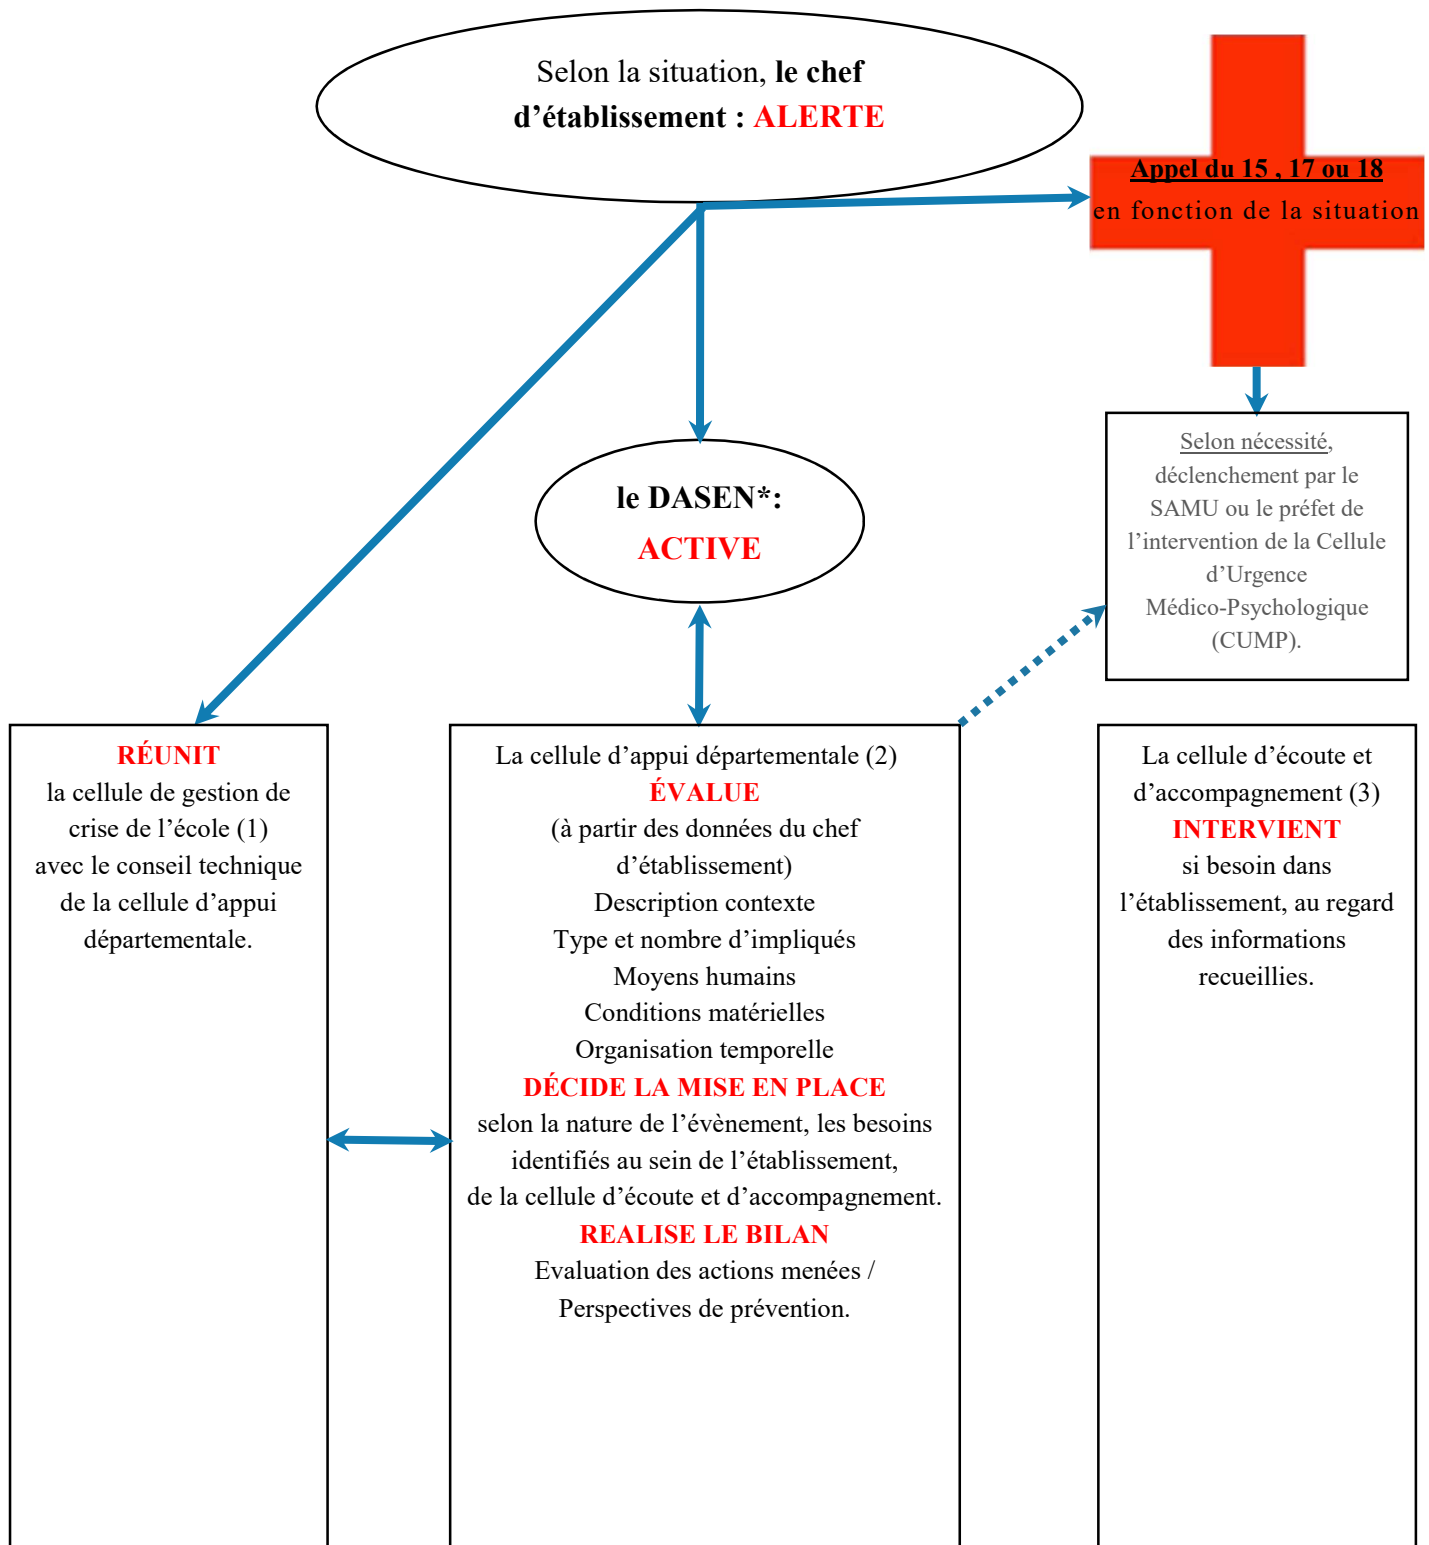 Selon la situation, le chef
d’établissement : ALERTE
Appel du 15 , 17 ou 18
en fonction de la situation
le DASEN*:
ACTIVE
Selon nécessité,
déclenchement par le
SAMU ou le préfet de
l’intervention de la Cellule
d’Urgence
Médico-Psychologique
(CUMP).
RÉUNIT
la cellule de gestion de
crise de l’école (1)
avec le conseil technique
de la cellule d’appui
départementale.
La cellule d’appui départementale (2)
ÉVALUE
(à partir des données du chef
d’établissement)
Description contexte
Type et nombre d’impliqués
Moyens humains
Conditions matérielles
Organisation temporelle
DÉCIDE LA MISE EN PLACE
selon la nature de l’évènement, les besoins
identifiés au sein de l’établissement,
de la cellule d’écoute et d’accompagnement.
REALISE LE BILAN
Evaluation des actions menées /
Perspectives de prévention.
La cellule d’écoute et
d’accompagnement (3)
INTERVIENT
si besoin dans
l’établissement, au regard
des informations
recueillies.